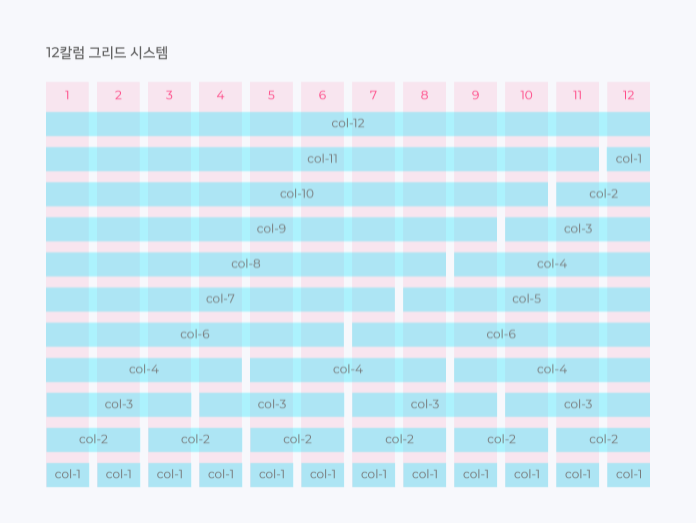 12칼럼 그리드 시스템
1 2 3 4 5 6 7 8 9 10 11 12
col-12
col-11 col-1
col-10 col-2
col-9 col-3
col-8 col-4
col-7 col-5
col-6 col-6
col-4 col-4 col-4
col-3 col-3 col-3 col-3
col-2 col-2 col-2 col-2 col-2 col-2
col-1 col-1 col-1 col-1 col-1 col-1 col-1 col-1 col-1 col-1 col-1 col-1